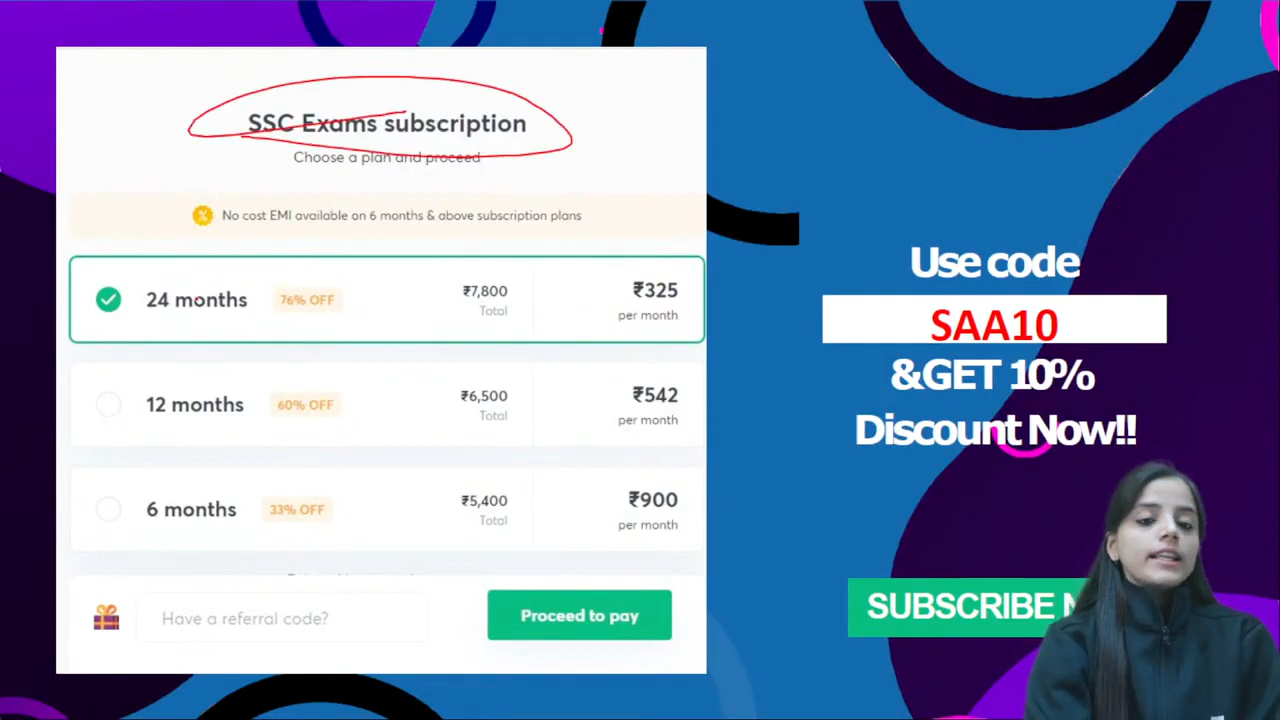 SSC Exams subscription
Choose a plan and proceed
% No cost EMI available on 6 months & above subscription plans
24 months 76% OFF ₹7,800 Total ₹325 per month
12 months 60% OFF ₹6,500 Total ₹542 per month
6 months 33% OFF ₹5,400 Total ₹900 per month
Have a referral code? Proceed to pay
Use code
SAA10
&GET 10%
Discount Now!!
SUBSCRIBE